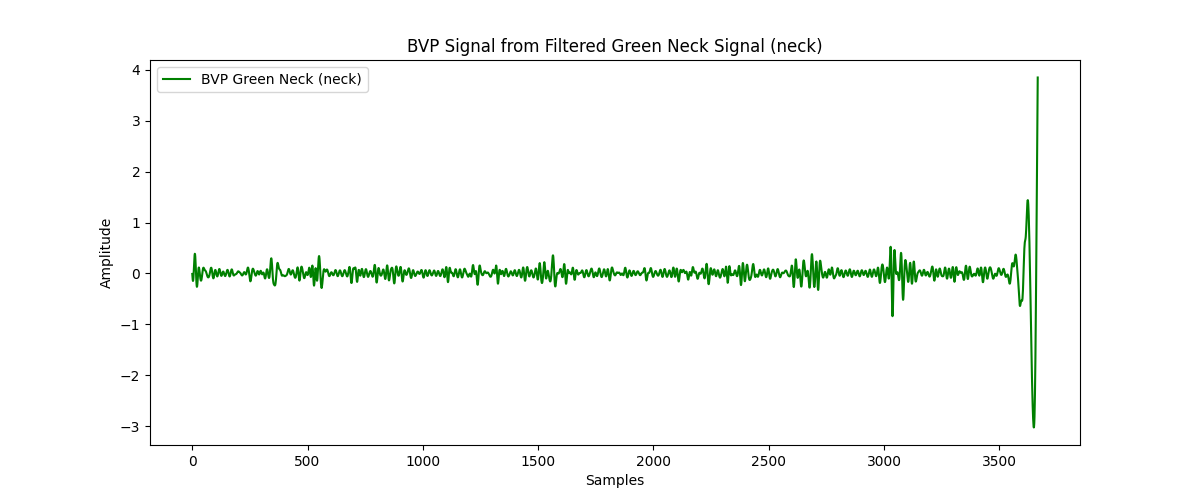 BVP Signal from Filtered Green Neck Signal (neck)
BVP Green Neck (neck)
4
3
2
1
0
−1
−2
−3
Amplitude
0 500 1000 1500 2000 2500 3000 3500
Samples